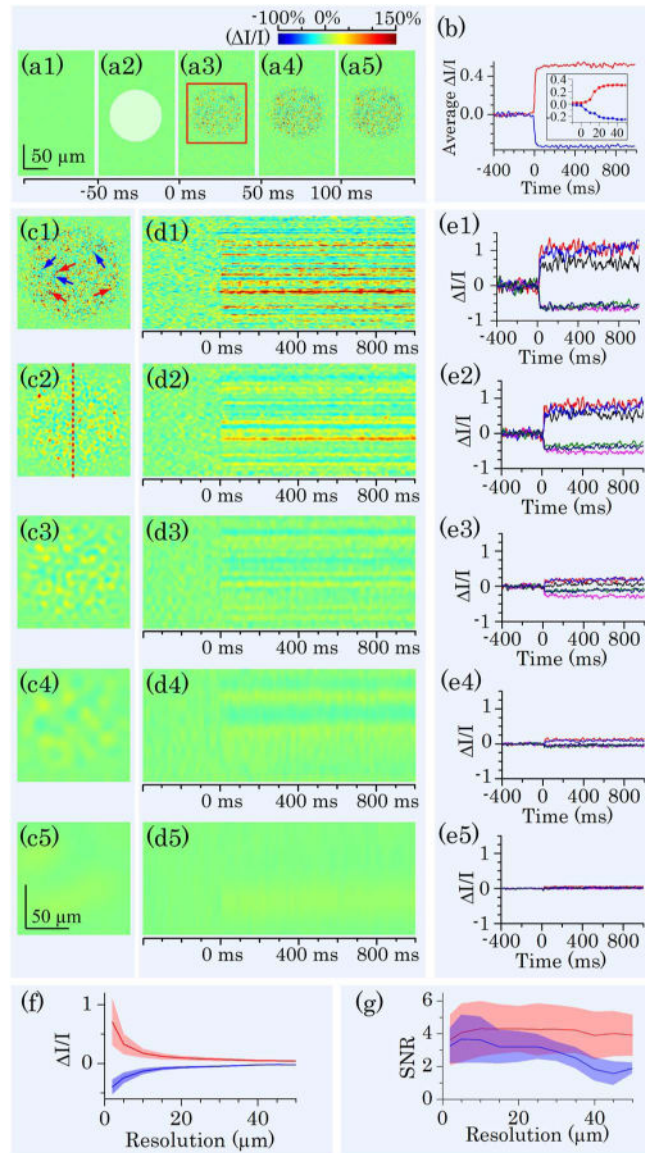 -100% 0% 150%
(ΔI/I)
(a1) (a2) (a3) (a4) (a5)
50 μm
-50 ms 0 ms 50 ms 100 ms
(b)
Average ΔI/I
0.4
0.0
0.4
0.2
0.0
-0.2
0 20 40
-400 0 400 800
Time (ms)
(c1) (d1)
0 ms 400 ms 800 ms
(e1)
ΔI/I
1
0
-1
-400 0 400 800
Time (ms)
(c2) (d2)
0 ms 400 ms 800 ms
(e2)
ΔI/I
1
0
-1
-400 0 400 800
Time (ms)
(c3) (d3)
0 ms 400 ms 800 ms
(e3)
ΔI/I
1
0
-1
-400 0 400 800
Time (ms)
(c4) (d4)
0 ms 400 ms 800 ms
(e4)
ΔI/I
1
0
-1
-400 0 400 800
Time (ms)
(c5) (d5)
50 μm
0 ms 400 ms 800 ms
(e5)
ΔI/I
1
0
-1
-400 0 400 800
Time (ms)
(f)
ΔI/I
1
0
0 20 40
Resolution (μm)
(g)
SNR
6
4
2
0
0 20 40
Resolution (μm)